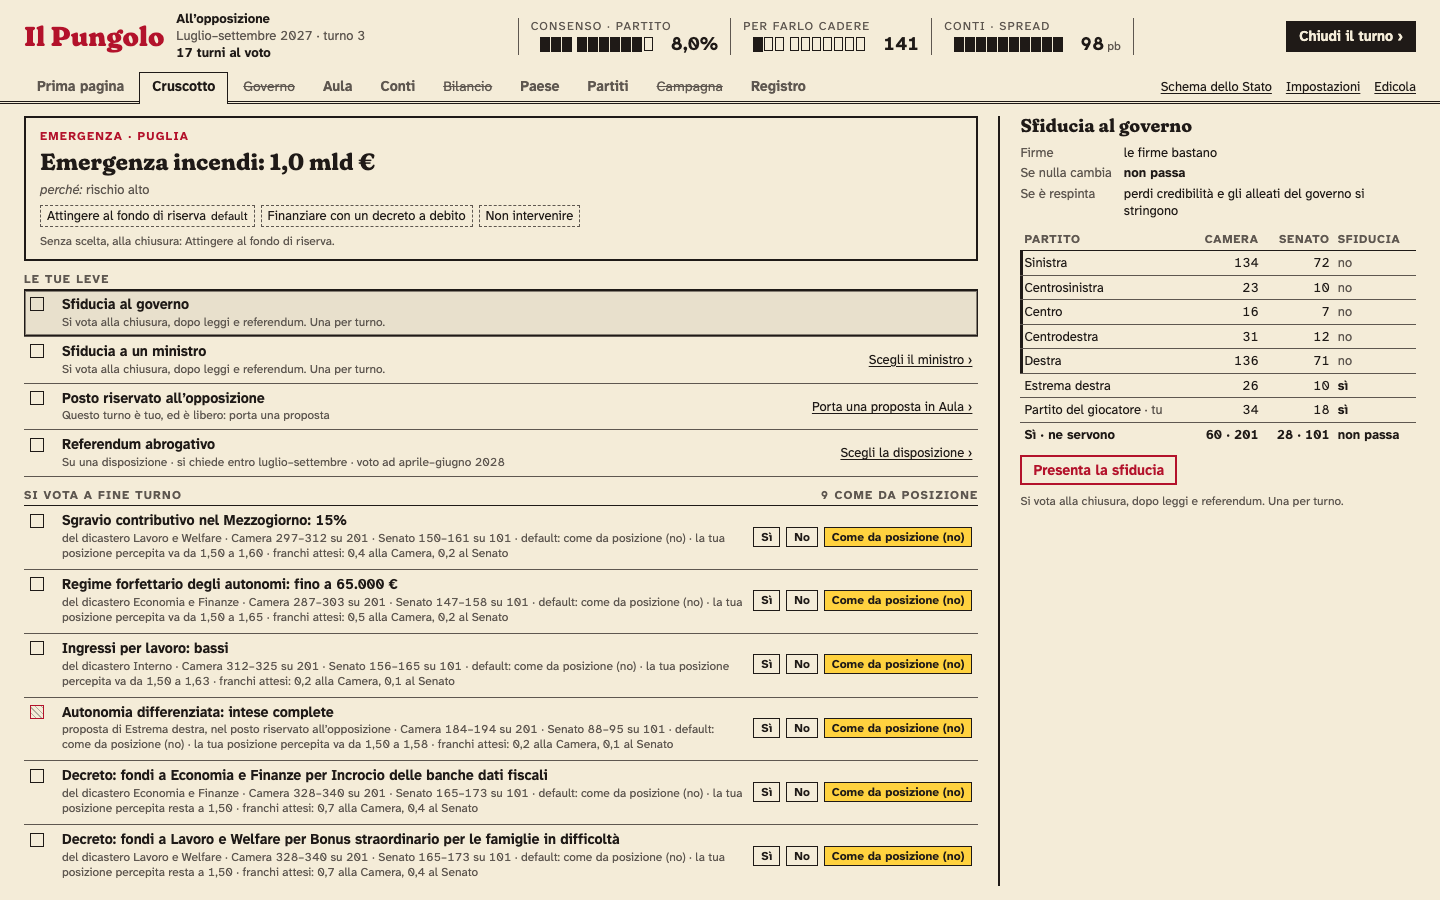 Il Pungolo
All'opposizione
Luglio–settembre 2027 · turno 3
17 turni al voto
CONSENSO · PARTITO
8,0%
PER FARLO CADERE
141
CONTI · SPREAD
98 pb
Chiudi il turno ›
Prima pagina
Cruscotto
Governo
Aula
Conti
Bilancio
Paese
Partiti
Campagna
Registro
Schema dello Stato
Impostazioni
Edicola
EMERGENZA · PUGLIA
Emergenza incendi: 1,0 mld €
perché: rischio alto
Attingere al fondo di riserva default
Finanziare con un decreto a debito
Non intervenire
Senza scelta, alla chiusura: Attingere al fondo di riserva.
LE TUE LEVE
Sfiducia al governo
Si vota alla chiusura, dopo leggi e referendum. Una per turno.
Sfiducia a un ministro
Si vota alla chiusura, dopo leggi e referendum. Una per turno.
Scegli il ministro ›
Posto riservato all'opposizione
Questo turno è tuo, ed è libero: porta una proposta
Porta una proposta in Aula ›
Referendum abrogativo
Su una disposizione · si chiede entro luglio–settembre · voto ad aprile–giugno 2028
Scegli la disposizione ›
SI VOTA A FINE TURNO
9 COME DA POSIZIONE
Sgravio contributivo nel Mezzogiorno: 15%
del dicastero Lavoro e Welfare · Camera 297–312 su 201 · Senato 150–161 su 101 · default: come da posizione (no) · la tua
posizione percepita va da 1,50 a 1,60 · franchi attesi: 0,4 alla Camera, 0,2 al Senato
Sì
No
Come da posizione (no)
Regime forfettario degli autonomi: fino a 65.000 €
del dicastero Economia e Finanze · Camera 287–303 su 201 · Senato 147–158 su 101 · default: come da posizione (no) · la tua
posizione percepita va da 1,50 a 1,65 · franchi attesi: 0,5 alla Camera, 0,2 al Senato
Sì
No
Come da posizione (no)
Ingressi per lavoro: bassi
del dicastero Interno · Camera 312–325 su 201 · Senato 156–165 su 101 · default: come da posizione (no) · la tua posizione
percepita va da 1,50 a 1,63 · franchi attesi: 0,2 alla Camera, 0,1 al Senato
Sì
No
Come da posizione (no)
Autonomia differenziata: intese complete
proposta di Estrema destra, nel posto riservato all'opposizione · Camera 184–194 su 201 · Senato 88–95 su 101 · default:
come da posizione (no) · la tua posizione percepita va da 1,50 a 1,58 · franchi attesi: 0,2 alla Camera, 0,1 al Senato
Sì
No
Come da posizione (no)
Decreto: fondi a Economia e Finanze per Incrocio delle banche dati fiscali
del dicastero Economia e Finanze · Camera 328–340 su 201 · Senato 165–173 su 101 · default: come da posizione (no) · la tua
posizione percepita resta a 1,50 · franchi attesi: 0,7 alla Camera, 0,4 al Senato
Sì
No
Come da posizione (no)
Decreto: fondi a Lavoro e Welfare per Bonus straordinario per le famiglie in difficoltà
del dicastero Lavoro e Welfare · Camera 328–340 su 201 · Senato 165–173 su 101 · default: come da posizione (no) · la tua
posizione percepita resta a 1,50 · franchi attesi: 0,7 alla Camera, 0,4 al Senato
Sì
No
Come da posizione (no)
Sfiducia al governo
Firme le firme bastano
Se nulla cambia non passa
Se è respinta perdi credibilità e gli alleati del governo si
stringono
PARTITO CAMERA SENATO SFIDUCIA
Sinistra 134 72 no
Centrosinistra 23 10 no
Centro 16 7 no
Centrodestra 31 12 no
Destra 136 71 no
Estrema destra 26 10 sì
Partito del giocatore · tu 34 18 sì
Sì · ne servono 60 · 201 28 · 101 non passa
Presenta la sfiducia
Si vota alla chiusura, dopo leggi e referendum. Una per turno.